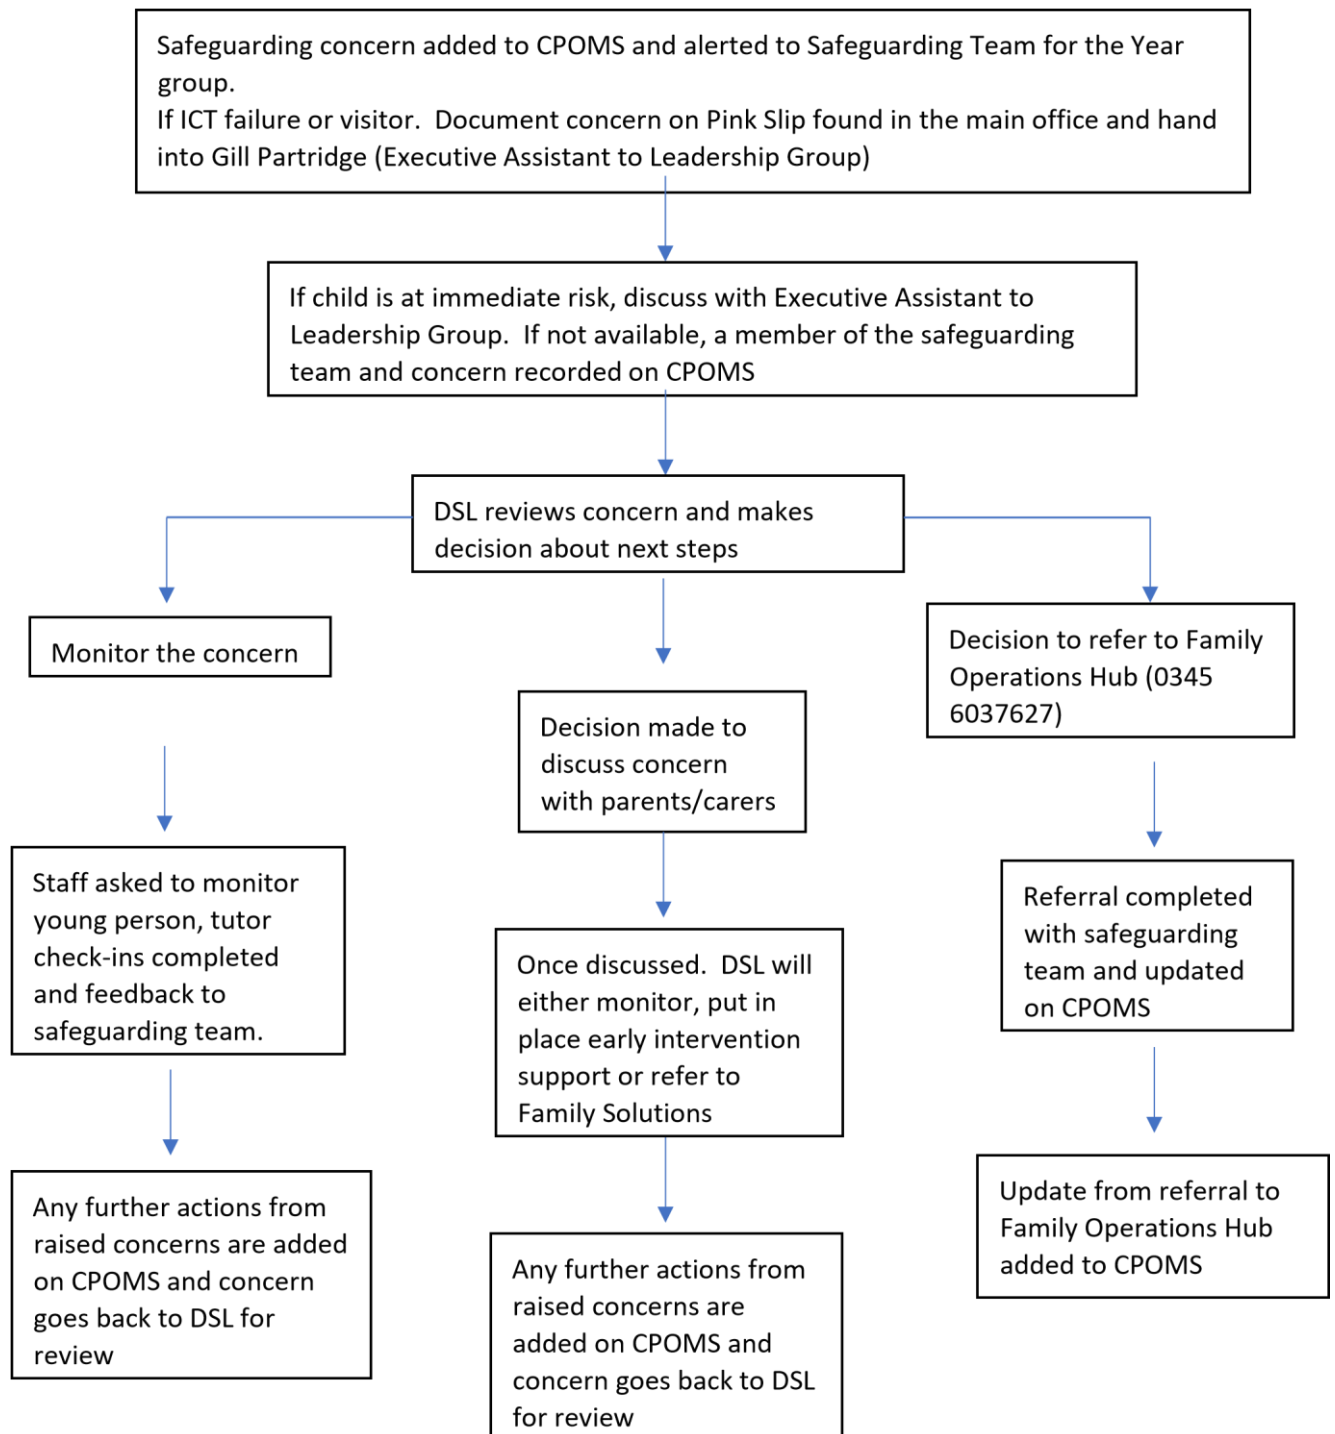 Safeguarding concern added to CPOMS and alerted to Safeguarding Team for the Year
group.
If ICT failure or visitor.  Document concern on Pink Slip found in the main office and hand
into Gill Partridge (Executive Assistant to Leadership Group)
If child is at immediate risk, discuss with Executive Assistant to
Leadership Group.  If not available, a member of the safeguarding
team and concern recorded on CPOMS
DSL reviews concern and makes
decision about next steps
Monitor the concern
Staff asked to monitor
young person, tutor
check-ins completed
and feedback to
safeguarding team.
Any further actions from
raised concerns are added
on CPOMS and concern
goes back to DSL for
review
Decision made to
discuss concern
with parents/carers
Once discussed.  DSL will
either monitor, put in
place early intervention
support or refer to
Family Solutions
Any further actions from
raised concerns are
added on CPOMS and
concern goes back to DSL
for review
Decision to refer to Family
Operations Hub (0345
6037627)
Referral completed
with safeguarding
team and updated
on CPOMS
Update from referral to
Family Operations Hub
added to CPOMS